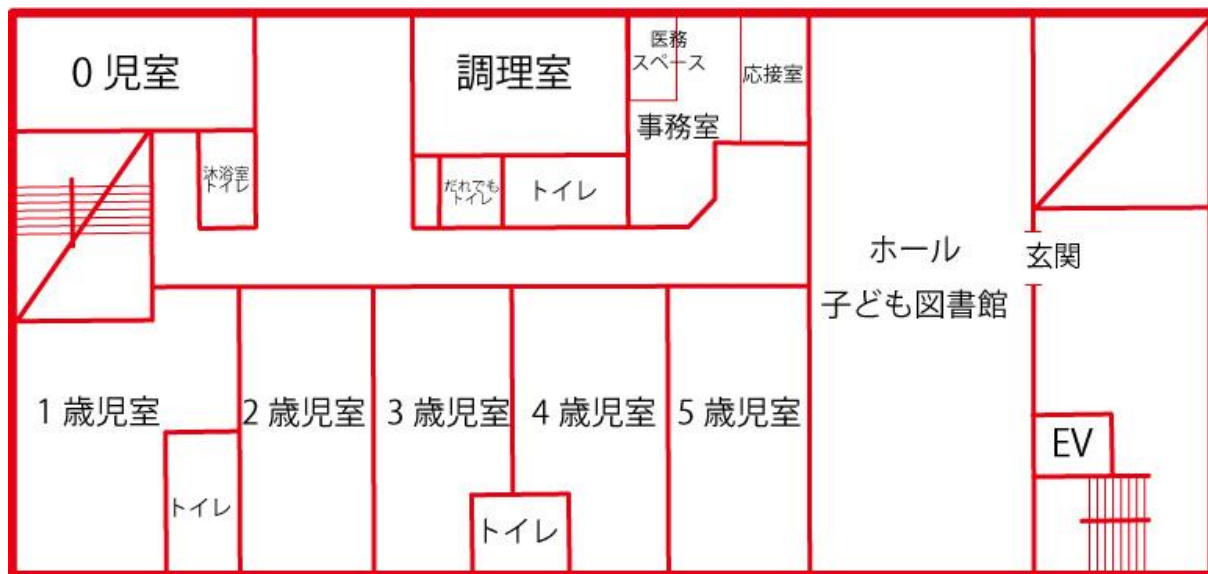 0 児室
調理室
医務
スペース
応接室
事務室
沐浴室
トイレ
だれでも
トイレ
トイレ
ホール
子ども図書館
玄関
1 歳児室
2 歳児室
3 歳児室
4 歳児室
5 歳児室
EV
トイレ
トイレ